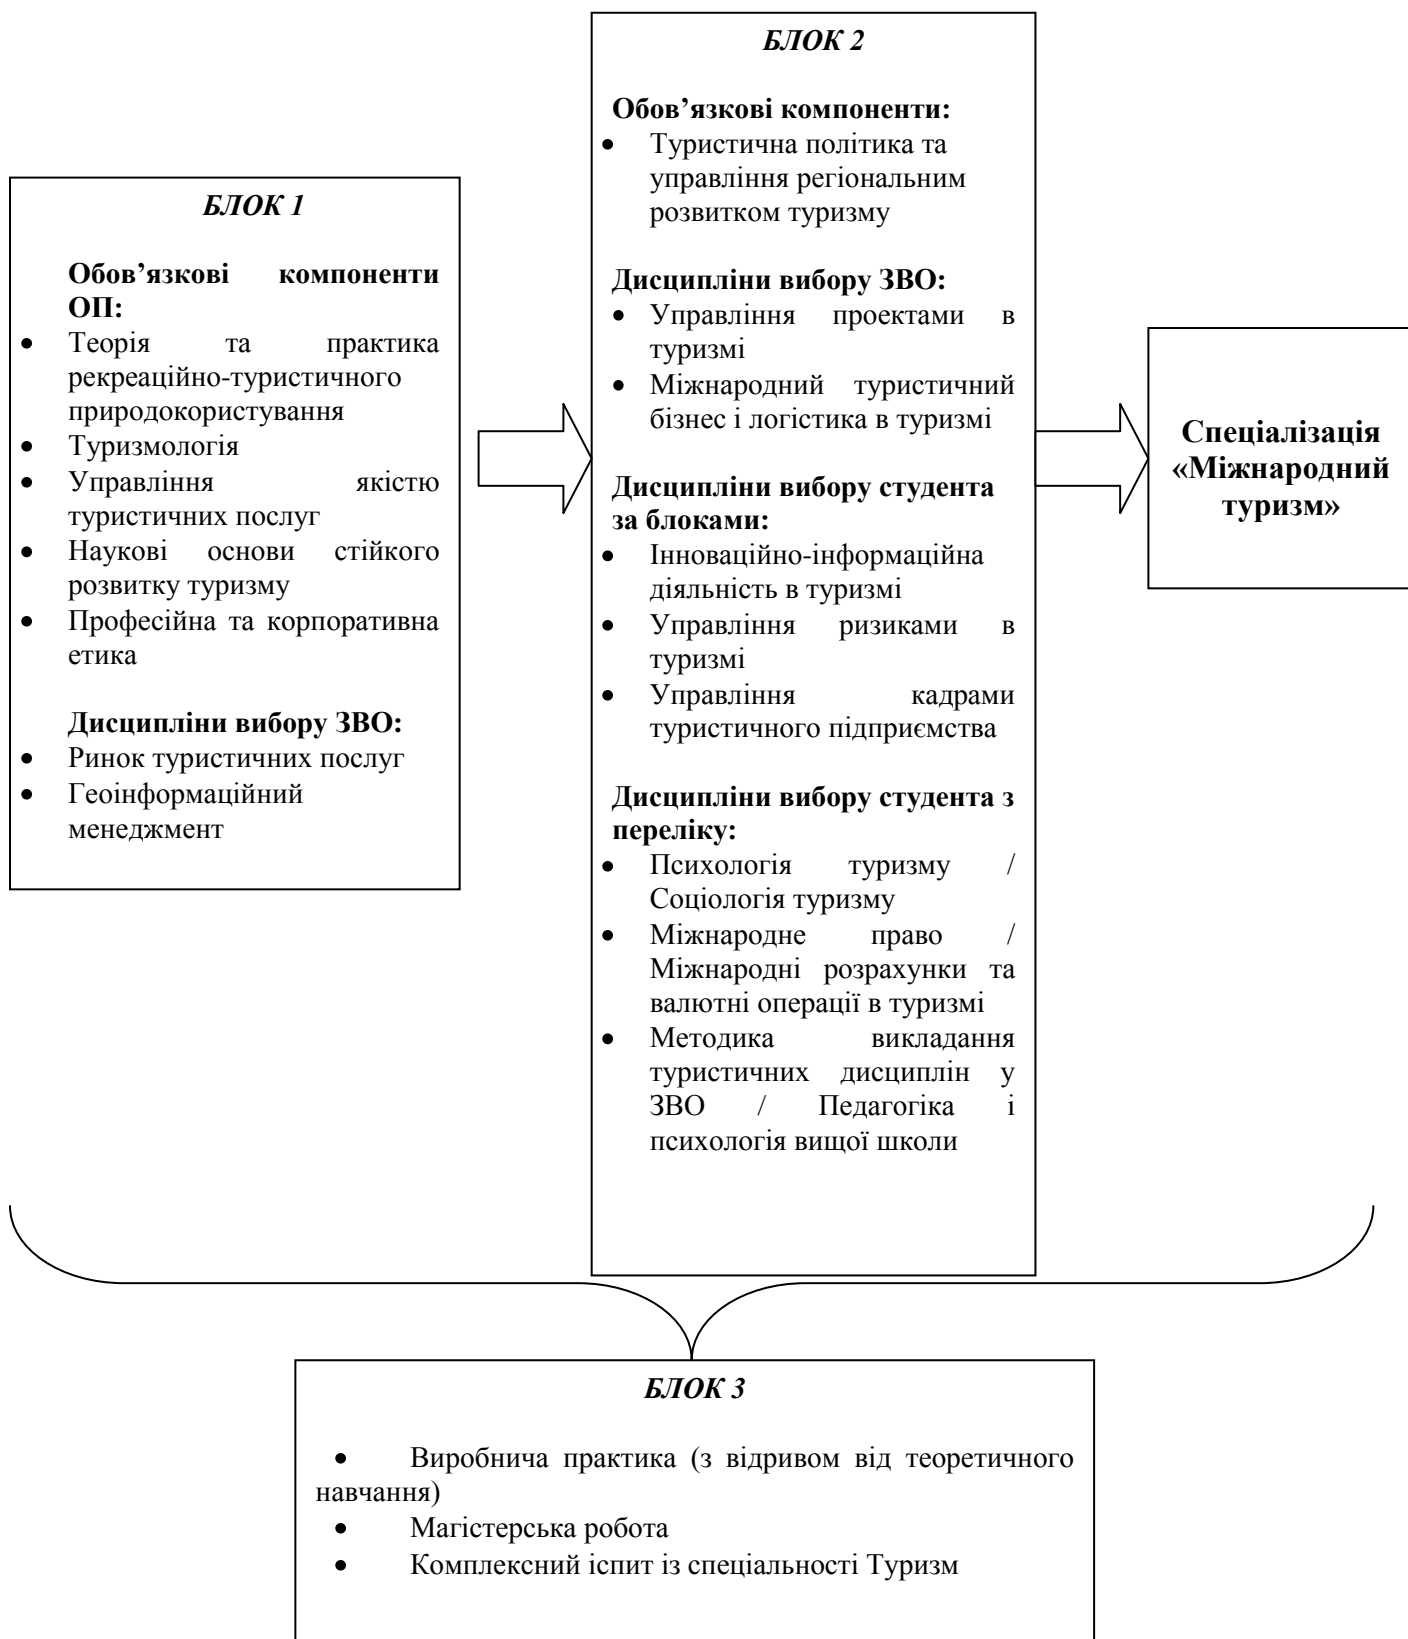 БЛОК 1
Обов’язкові компоненти
ОП:
• Теорія та практика
рекреаційно-туристичного
природокористування
• Туризмологія
• Управління якістю
туристичних послуг
• Наукові основи стійкого
розвитку туризму
• Професійна та корпоративна
етика
Дисципліни вибору ЗВО:
• Ринок туристичних послуг
• Геоінформаційний
менеджмент
БЛОК 2
Обов’язкові компоненти:
• Туристична політика та
управління регіональним
розвитком туризму
Дисципліни вибору ЗВО:
• Управління проектами в
туризмі
• Міжнародний туристичний
бізнес і логістика в туризмі
Дисципліни вибору студента
за блоками:
• Інноваційно-інформаційна
діяльність в туризмі
• Управління ризиками в
туризмі
• Управління кадрами
туристичного підприємства
Дисципліни вибору студента з
переліку:
• Психологія туризму /
Соціологія туризму
• Міжнародне право /
Міжнародні розрахунки та
валютні операції в туризмі
• Методика викладання
туристичних дисциплін у
ЗВО / Педагогіка і
психологія вищої школи
Спеціалізація
«Міжнародний
туризм»
БЛОК 3
• Виробнича практика (з відривом від теоретичного
навчання)
• Магістерська робота
• Комплексний іспит із спеціальності Туризм